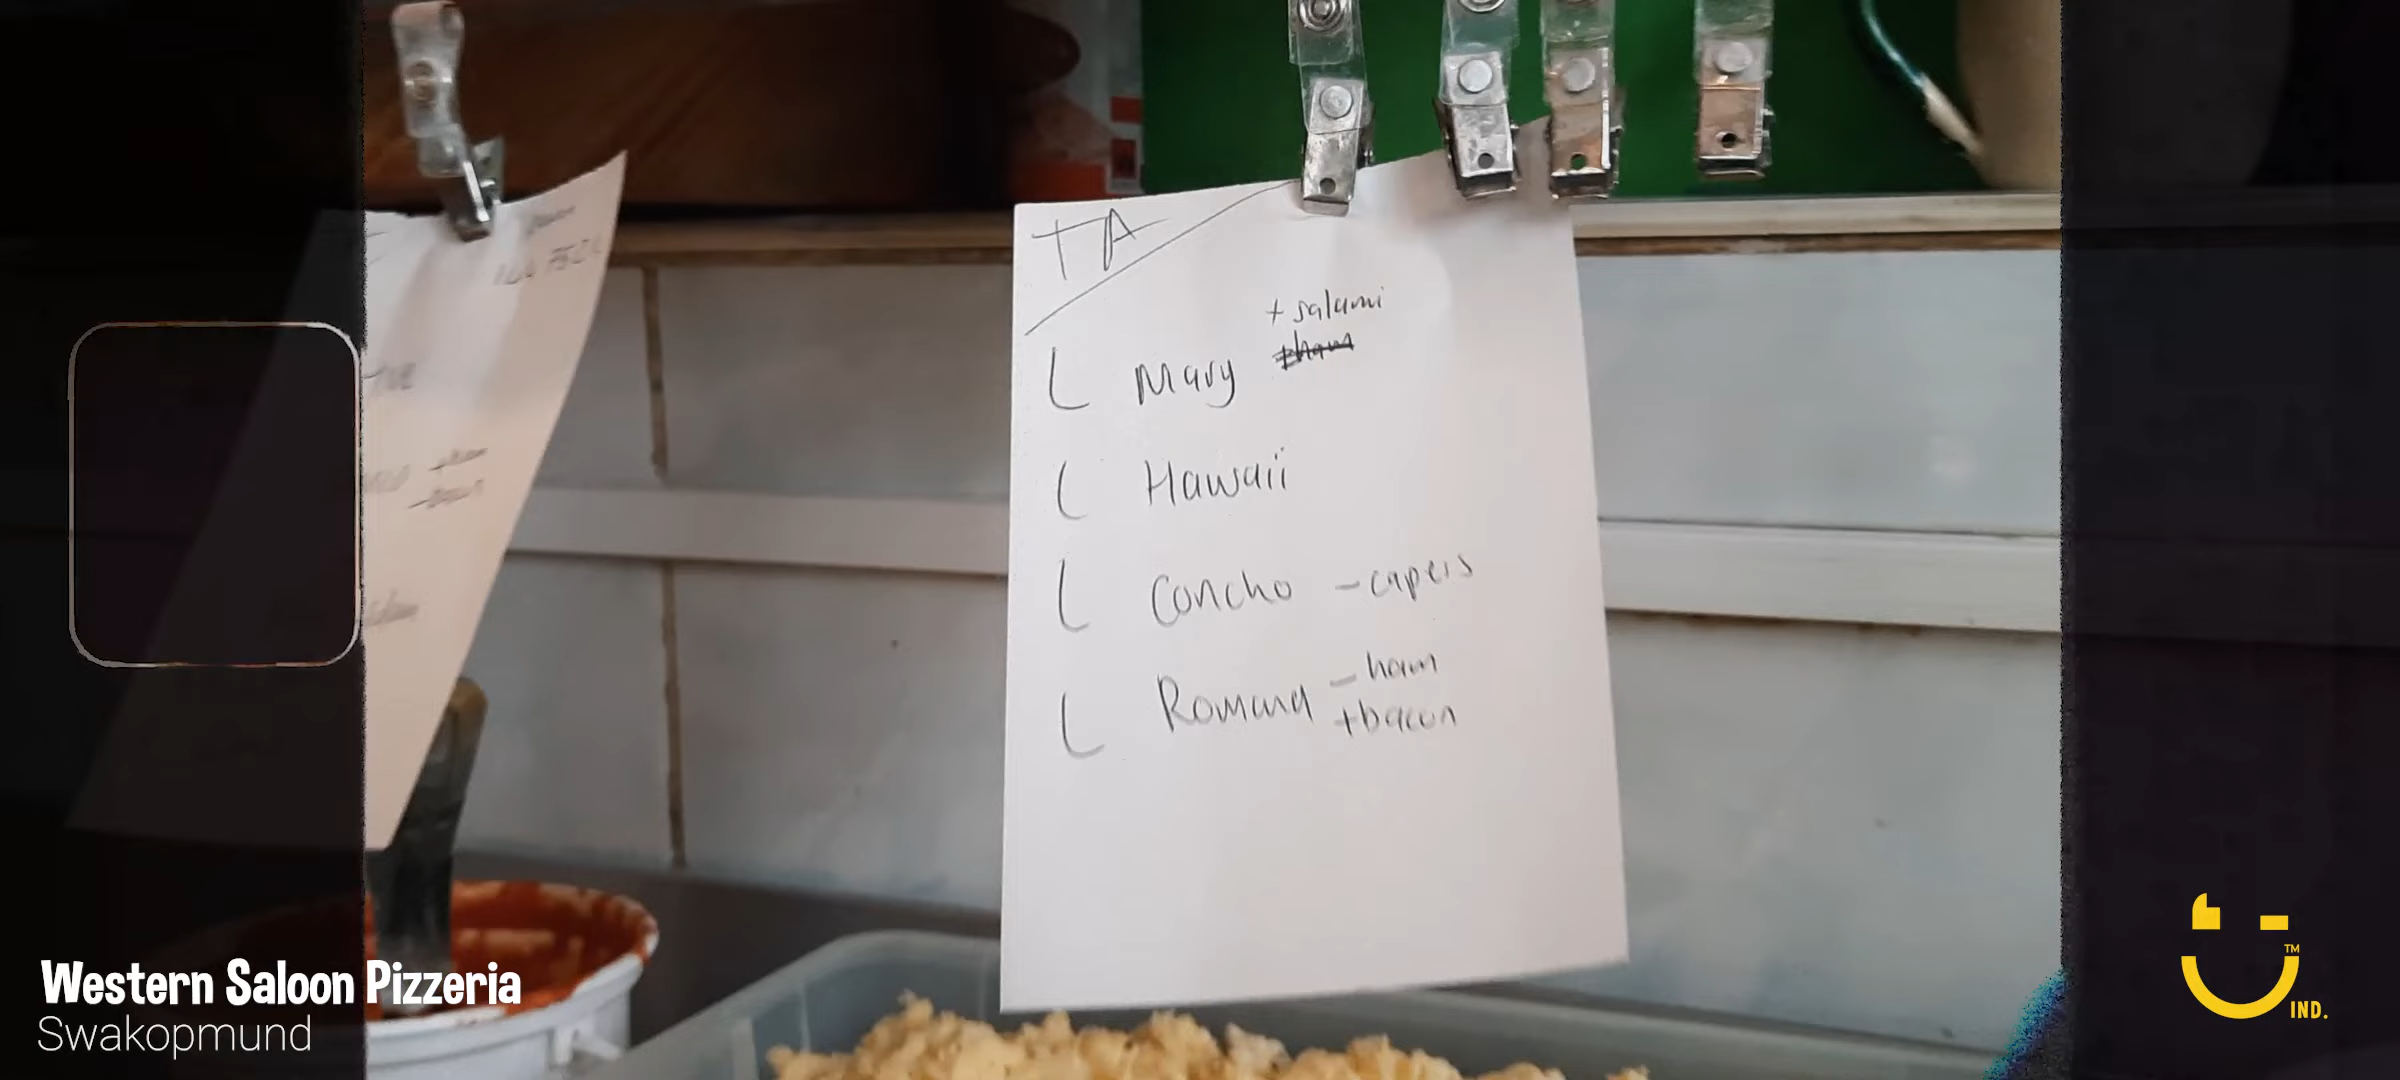 TA
+ salami
L Mary + ham
L Hawaii
L Concho - capers
L Romana - ham
+ bacon
Western Saloon Pizzeria
Swakopmund
TM
IND.